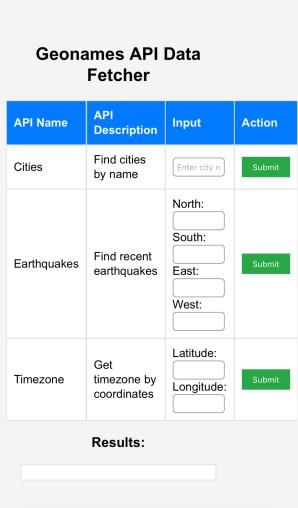 Geonames API Data
Fetcher
API Name
API
Description
Input
Action
Cities
Find cities
by name
Enter city n
Submit
Earthquakes
Find recent
earthquakes
North:
South:
East:
West:
Submit
Timezone
Get
timezone by
coordinates
Latitude:
Longitude:
Submit
Results: